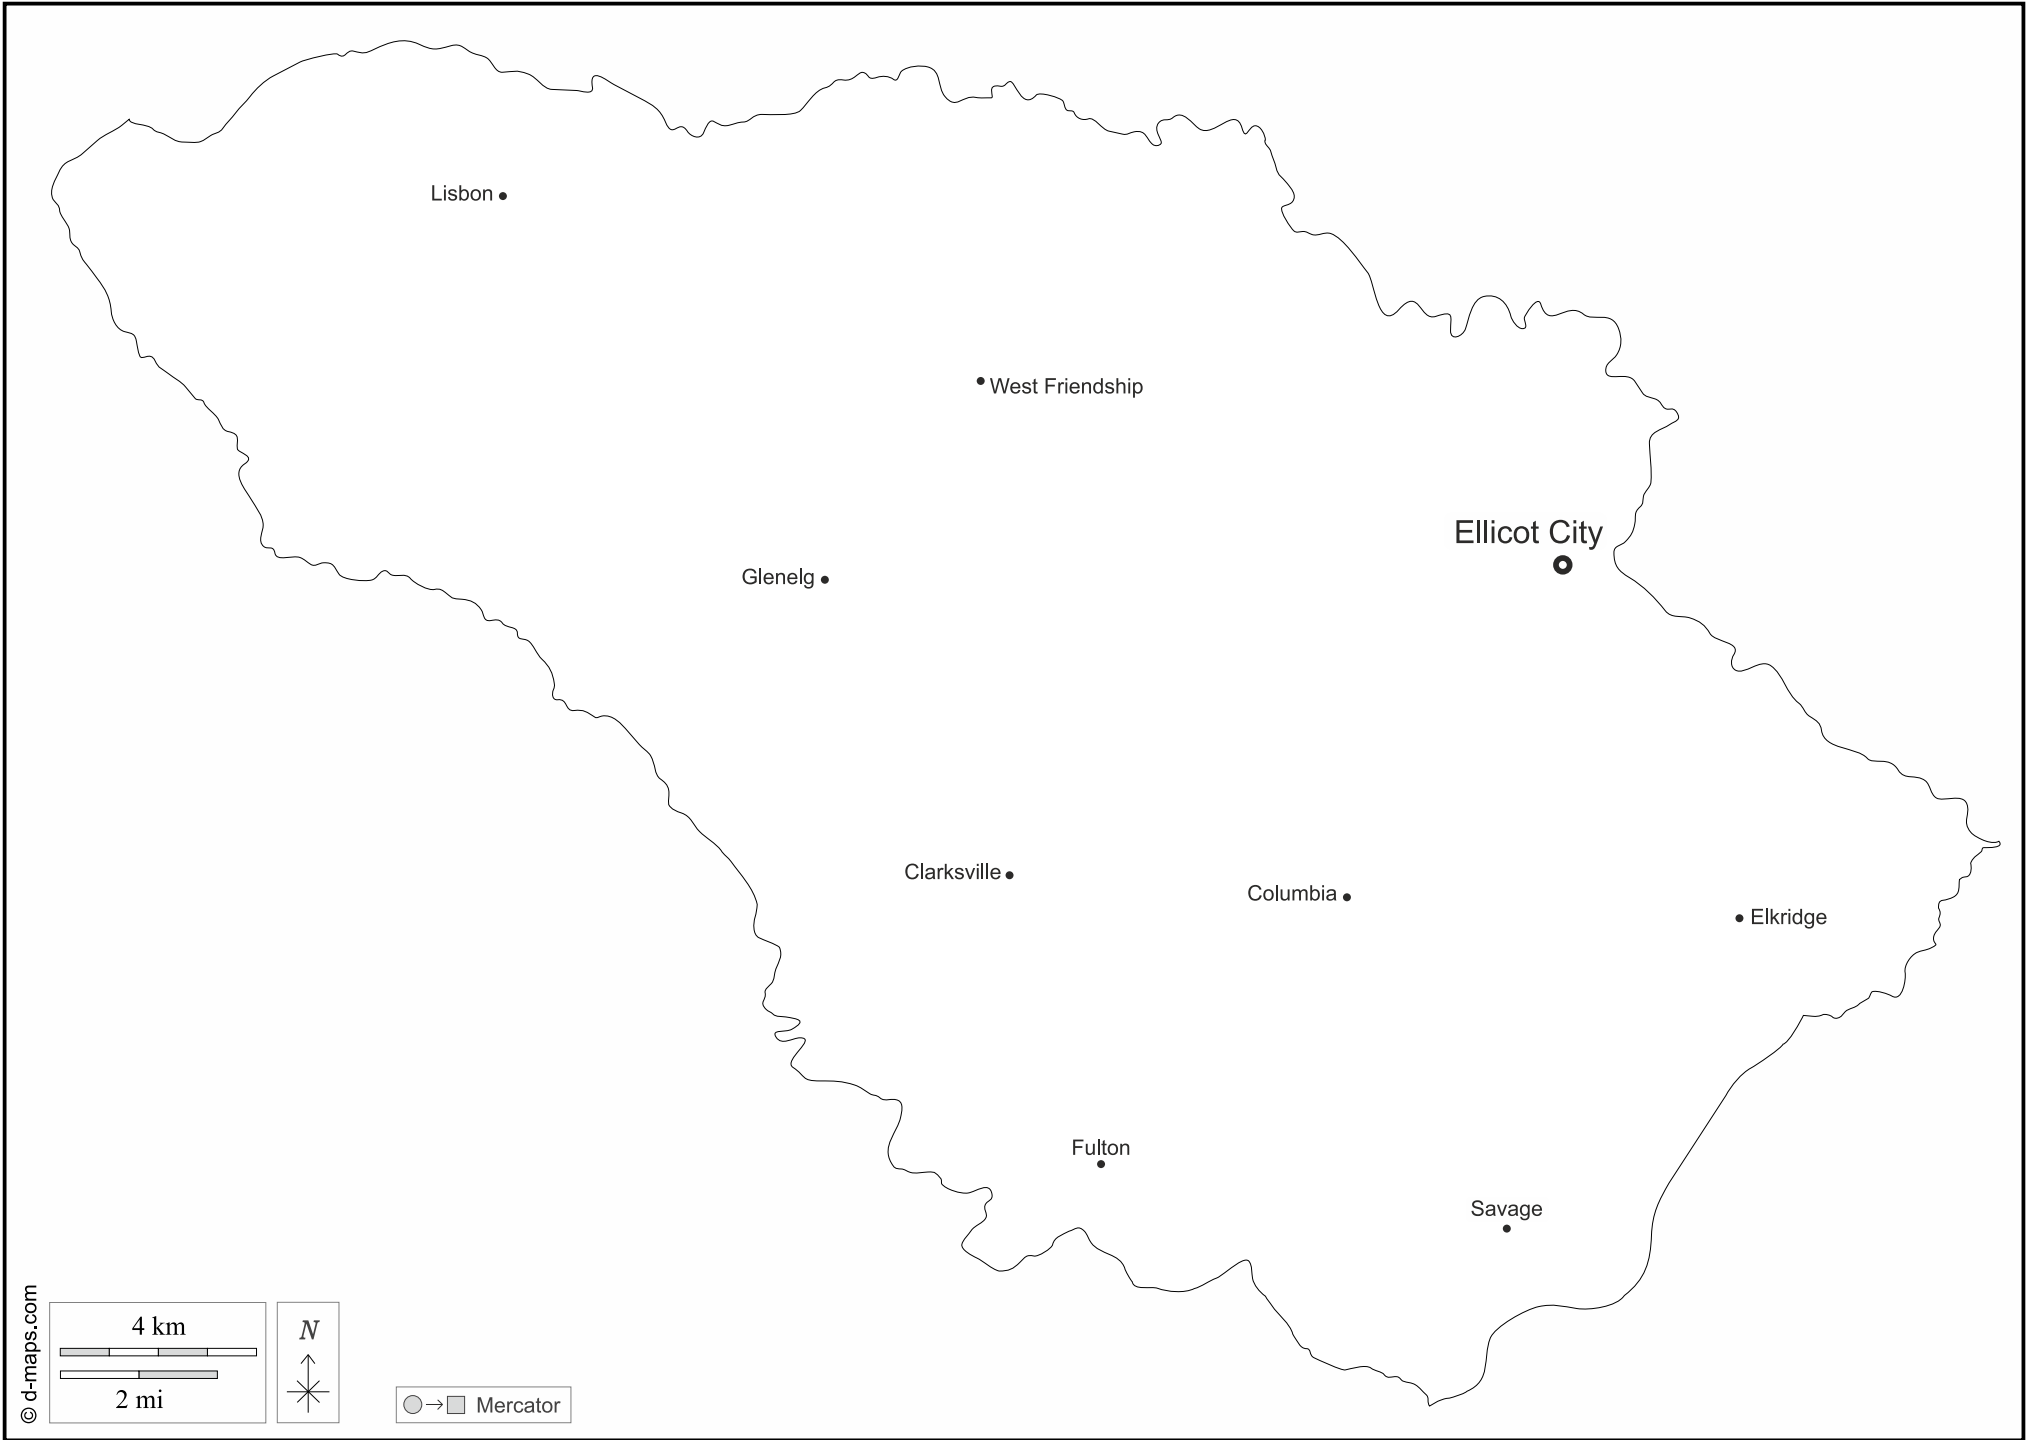 Lisbon
West Friendship
Ellicot City
Glenelg
Clarksville
Columbia
Elkridge
Fulton
Savage
© d-maps.com
4 km
2 mi
N
Mercator